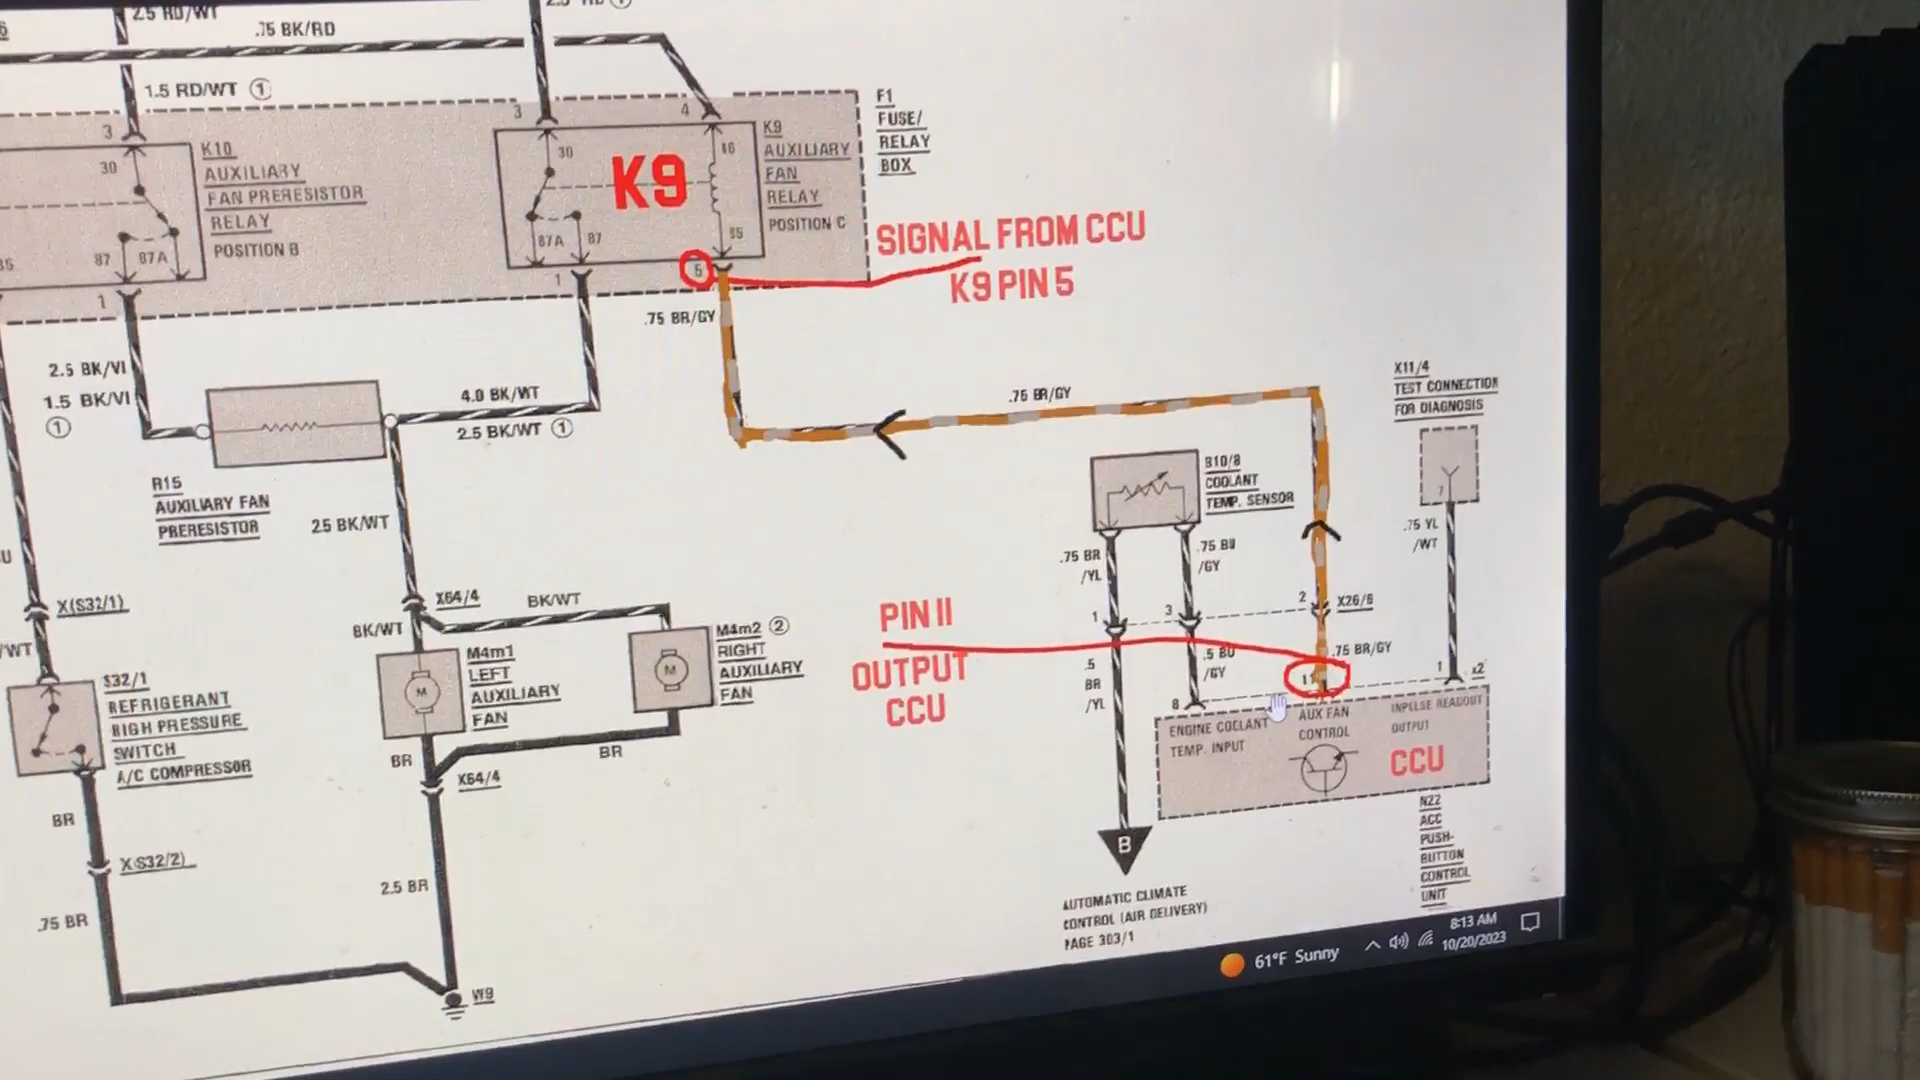 2.5 RD/WT
.75 BK/RD
1.5 RD/WT ①
3
30
K10
AUXILIARY
FAN PRERESISTOR
RELAY
POSITION B
87
87A
1
3
4
30
K9
86
87A
87
85
K9
AUXILIARY
FAN
RELAY
POSITION C
F1
FUSE/
RELAY
BOX
1
5
SIGNAL FROM CCU
K9 PIN 5
.75 BR/GY
2.5 BK/VI
1.5 BK/VI
①
4.0 BK/WT
2.5 BK/WT ①
.75 BR/GY
R15
AUXILIARY FAN
PRERESISTOR
25 BK/WT
X11/4
TEST CONNECTION
FOR DIAGNOSIS
7
.75 YL
/WT
B10/8
COOLANT
TEMP. SENSOR
.75 BR
/YL
.75 BU
/GY
X(S32/1)
X64/4
BK/WT
BK/WT
1
3
2
X26/6
PIN 11
OUTPUT
CCU
.5
BR
/YL
.5 BU
/GY
.75 BR/GY
8
11
1
x2
S32/1
REFRIGERANT
HIGH PRESSURE
SWITCH
A/C COMPRESSOR
M
M4m1
LEFT
AUXILIARY
FAN
M
M4m2 ②
RIGHT
AUXILIARY
FAN
ENGINE COOLANT
TEMP. INPUT
AUX FAN
CONTROL
IMPULSE READOUT
OUTPUT
CCU
BR
BR
X64/4
BR
X(S32/2)
.75 BR
2.5 BR
W9
B
AUTOMATIC CLIMATE
CONTROL (AIR DELIVERY)
PAGE 303/1
N22
ACC
PUSH-
BUTTON
CONTROL
UNIT
61°F Sunny
8:13 AM
10/20/2023